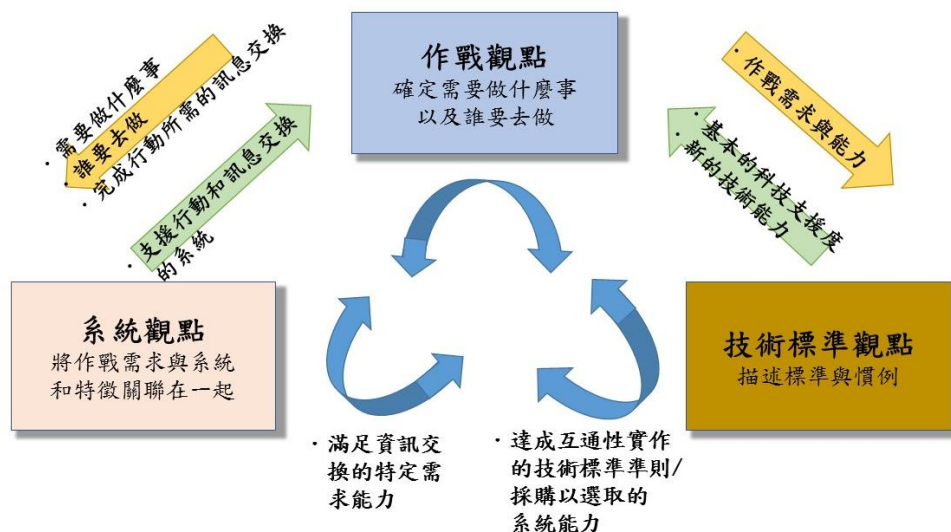 作戰觀點
確定需要做什麼事
以及誰要去做
· 需要做什麼事
· 誰要去做
· 完成行動所需的訊息交換
· 支援行動和訊息交換
的系統
· 作戰需求與能力
· 基本的科技支援度
· 新的技術能力
系統觀點
將作戰需求與系統
和特徵關聯在一起
技術標準觀點
描述標準與慣例
· 滿足資訊交
換的特定需
求能力
· 達成互通性實作
的技術標準準則/
採購以選取的
系統能力